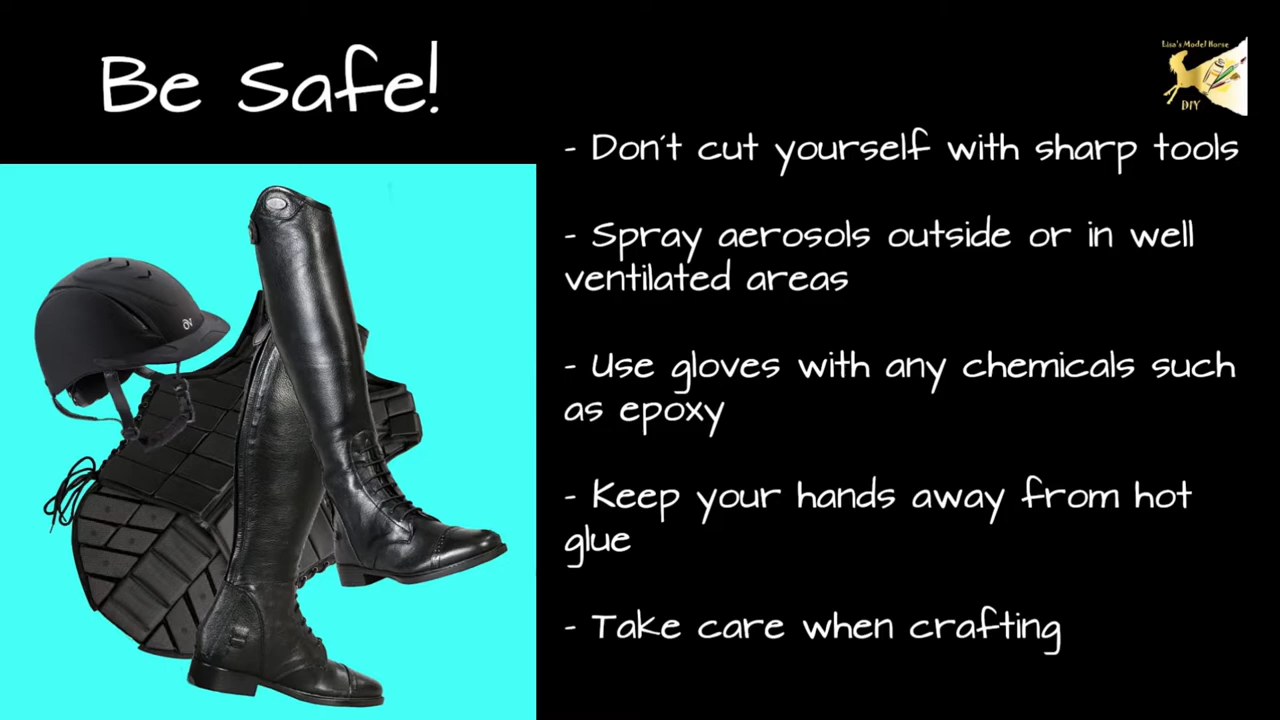 Be Safe!
Lisa's Model Horse
DIY
- Don't cut yourself with sharp tools
- Spray aerosols outside or in well
ventilated areas
- Use gloves with any chemicals such
as epoxy
- Keep your hands away from hot
glue
- Take care when crafting
OV